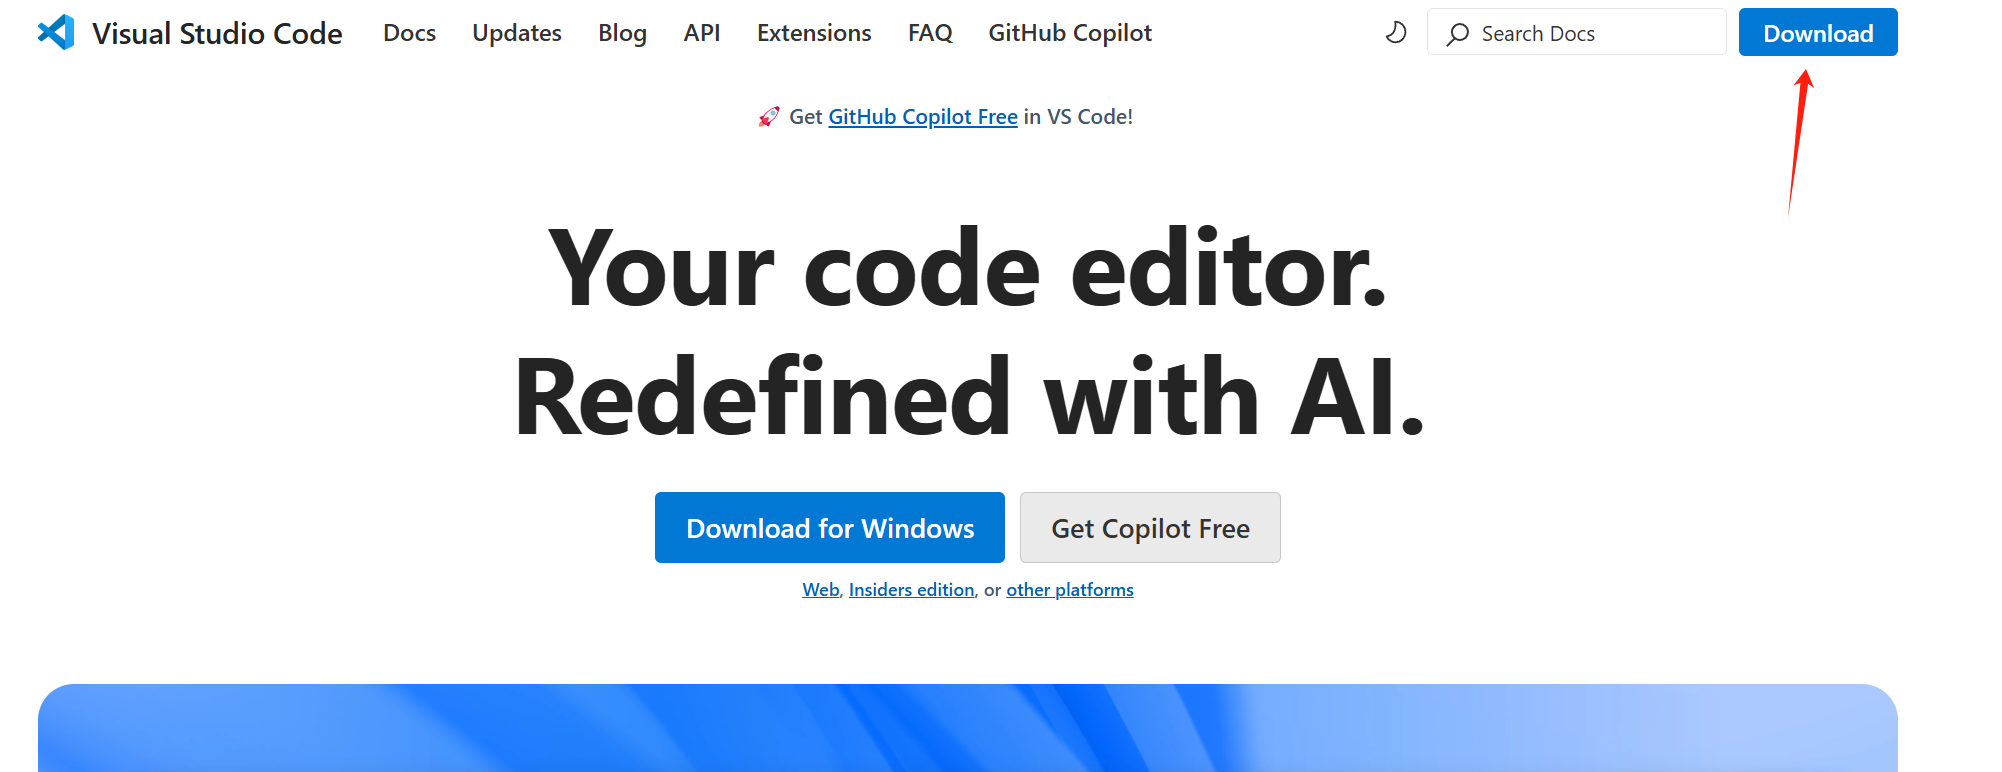 Visual Studio Code Docs Updates Blog API Extensions FAQ GitHub Copilot Search Docs Download
Get GitHub Copilot Free in VS Code!
Your code editor.
Redefined with AI.
Download for Windows Get Copilot Free
Web, Insiders edition, or other platforms